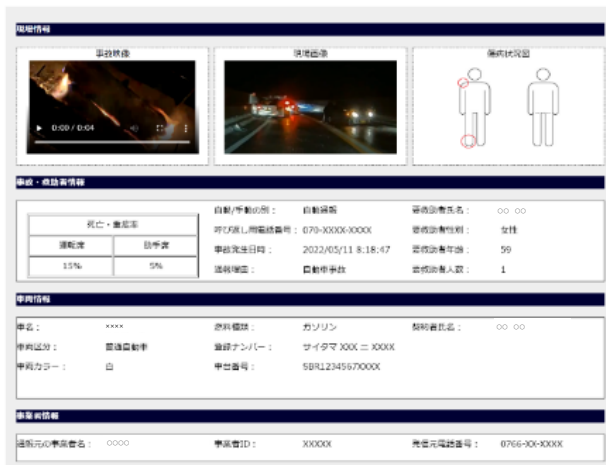 現場情報
事故映像 現場画像 傷病状況図
0:00 / 0:04
事故・救助者情報
自動/手動の別： 自動通報 要救助者氏名： ○○ ○○
死亡・重症率 呼び返し用電話番号： 070-XXXX-XXXX 要救助者性別： 女性
運転席 助手席 事故発生日時： 2022/05/11 8:18:47 要救助者年齢： 59
15% 5% 通報理由： 自動車事故 要救助者人数： 1
車両情報
車名： ×××× 燃料種類： ガソリン 契約者氏名： ○○ ○○
車両区分： 普通自動車 登録ナンバー： サイタマ XXX ニ XXXX
車両カラー： 白 車台番号： SBR1234567XXXX
事業者情報
通報元の事業者名： ○○○○ 事業者ID： XXXXX 発信元電話番号： 0766-XX-XXXX